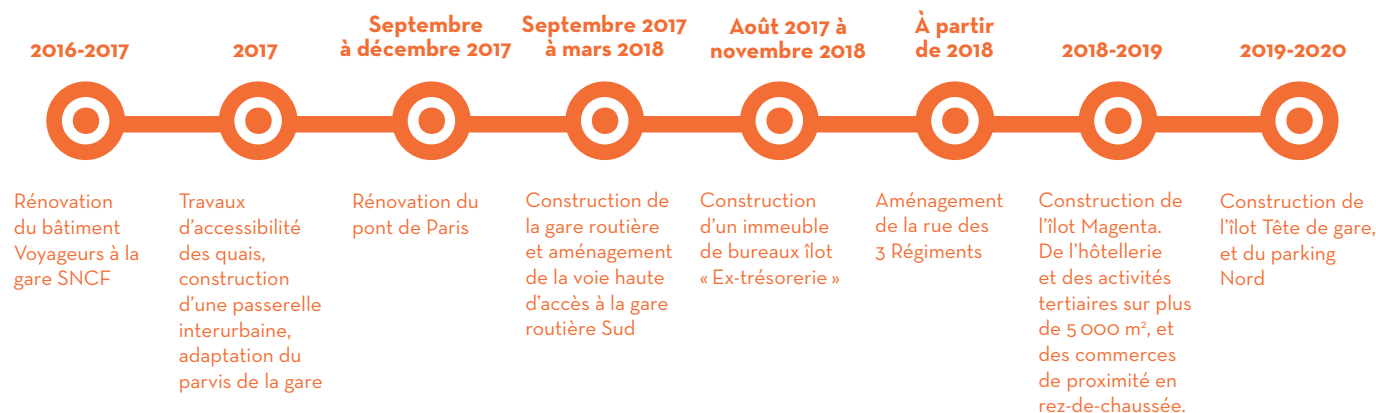 2016-2017
Rénovation
du bâtiment
Voyageurs à la
gare SNCF
2017
Travaux
d’accessibilité
des quais,
construction
d’une passerelle
interurbaine,
adaptation du
parvis de la gare
Septembre
à décembre 2017
Rénovation du
pont de Paris
Septembre 2017
à mars 2018
Construction de
la gare routière
et aménagement
de la voie haute
d’accès à la gare
routière Sud
Août 2017 à
novembre 2018
Construction
d’un immeuble
de bureaux îlot
« Ex-trésorerie »
À partir
de 2018
Aménagement
de la rue des
3 Régiments
2018-2019
Construction de
l’îlot Magenta.
De l’hôtellerie
et des activités
tertiaires sur plus
de 5 000 m², et
des commerces
de proximité en
rez-de-chaussée.
2019-2020
Construction de
l’îlot Tête de gare,
et du parking
Nord